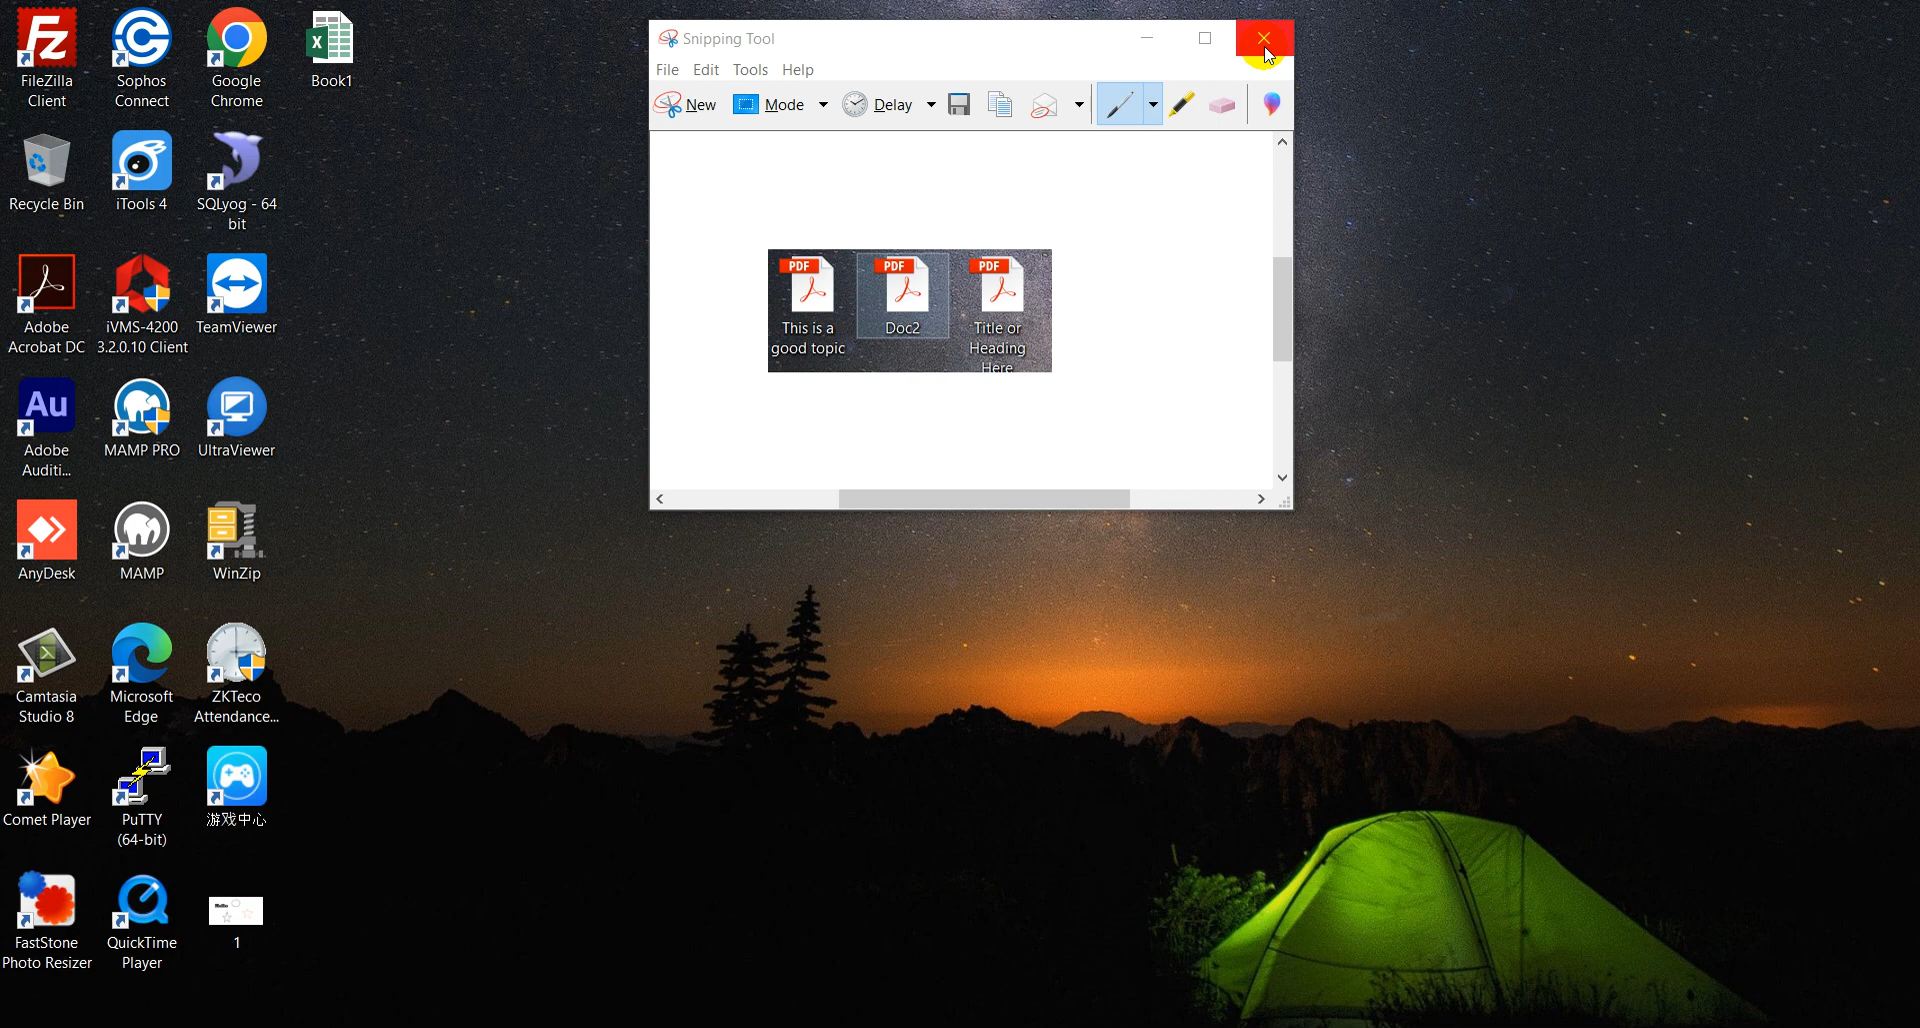 FileZilla
Client
Sophos
Connect
Google
Chrome
Book1
Recycle Bin
iTools 4
SQLyog - 64
bit
Adobe
Acrobat DC
iVMS-4200
3.2.0.10 Client
TeamViewer
Au
Adobe
Auditi...
MAMP PRO
UltraViewer
AnyDesk
MAMP
WinZip
Camtasia
Studio 8
Microsoft
Edge
ZKTeco
Attendance...
Comet Player
PuTTY
(64-bit)
游戏中心
FastStone
Photo Resizer
QuickTime
Player
1
Snipping Tool
File Edit Tools Help
New Mode Delay
PDF PDF PDF
This is a
good topic
Doc2
Title or
Heading
Here